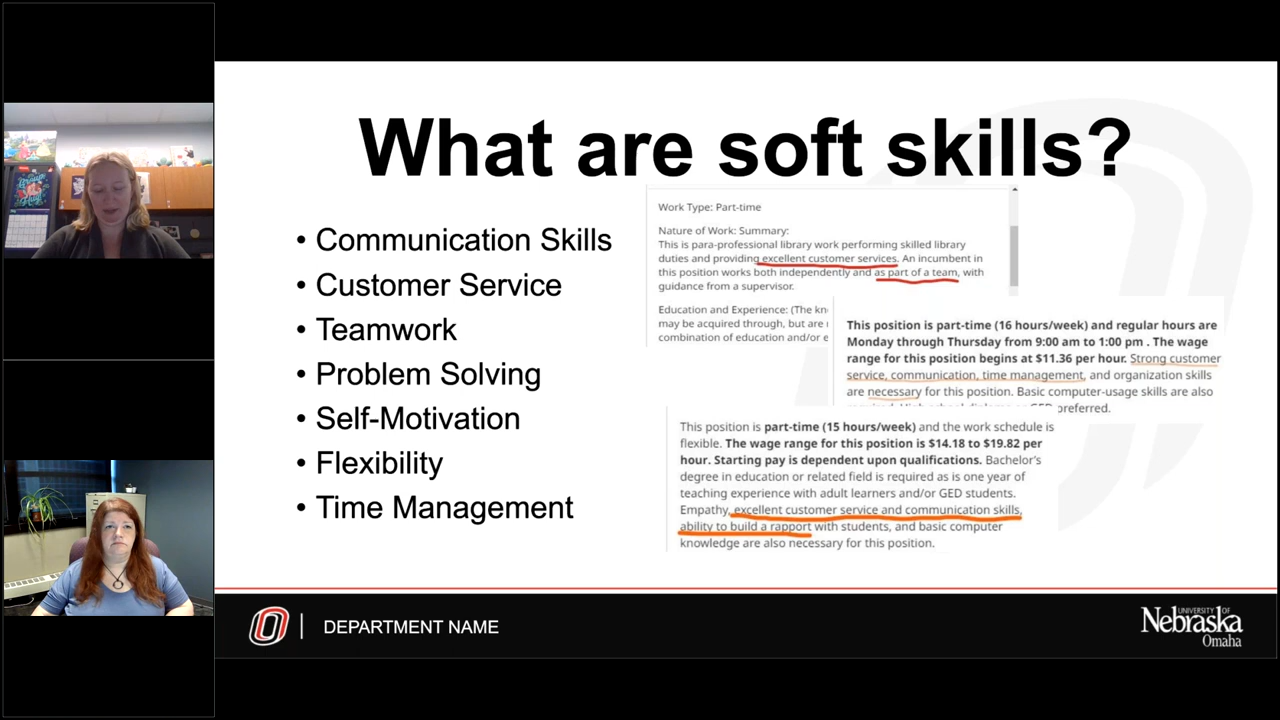 What are soft skills?
• Communication Skills
• Customer Service
• Teamwork
• Problem Solving
• Self-Motivation
• Flexibility
• Time Management
Work Type: Part-time
Nature of Work: Summary:
This is para-professional library work performing skilled library
duties and providing excellent customer services. An incumbent in
this position works both independently and as part of a team, with
guidance from a supervisor.
Education and Experience: (The
may be acquired through, but are
combination of education and/or
This position is part-time (16 hours/week) and regular hours are
Monday through Thursday from 9:00 am to 1:00 pm . The wage
range for this position begins at $11.36 per hour. Strong customer
service, communication, time management, and organization skills
are necessary for this position. Basic computer-usage skills are also
preferred.
This position is part-time (15 hours/week) and the work schedule is
flexible. The wage range for this position is $14.18 to $19.82 per
hour. Starting pay is dependent upon qualifications. Bachelor's
degree in education or related field is required as is one year of
teaching experience with adult learners and/or GED students.
Empathy, excellent customer service and communication skills,
ability to build a rapport with students, and basic computer
knowledge are also necessary for this position.
O
DEPARTMENT NAME
UNIVERSITY OF
Nebraska
Omaha